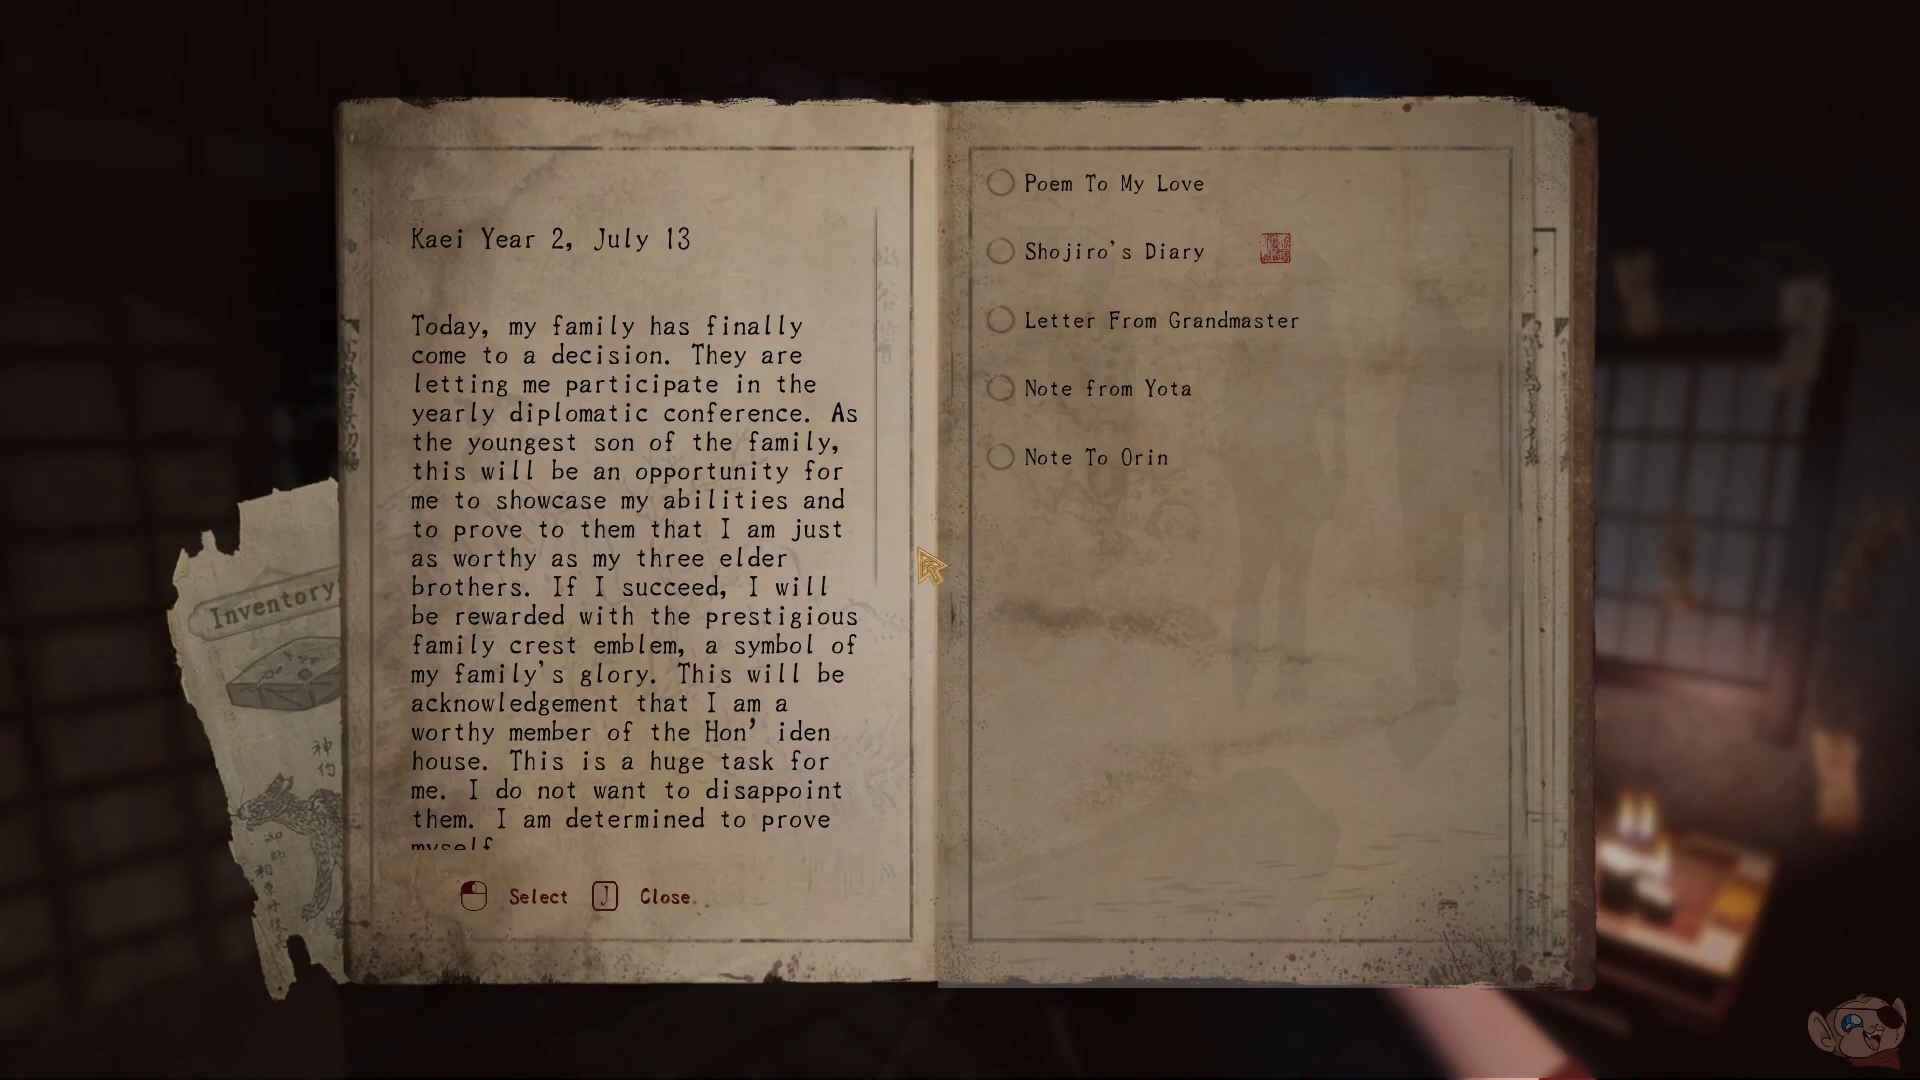 Kaei Year 2, July 13
Today, my family has finally
come to a decision. They are
letting me participate in the
yearly diplomatic conference. As
the youngest son of the family,
this will be an opportunity for
me to showcase my abilities and
to prove to them that I am just
as worthy as my three elder
brothers. If I succeed, I will
be rewarded with the prestigious
family crest emblem, a symbol of
my family's glory. This will be
acknowledgement that I am a
worthy member of the Hon' iden
house. This is a huge task for
me. I do not want to disappoint
them. I am determined to prove
myself
Select J Close
Poem To My Love
Shojiro's Diary
Letter From Grandmaster
Note from Yota
Note To Orin
Inventory